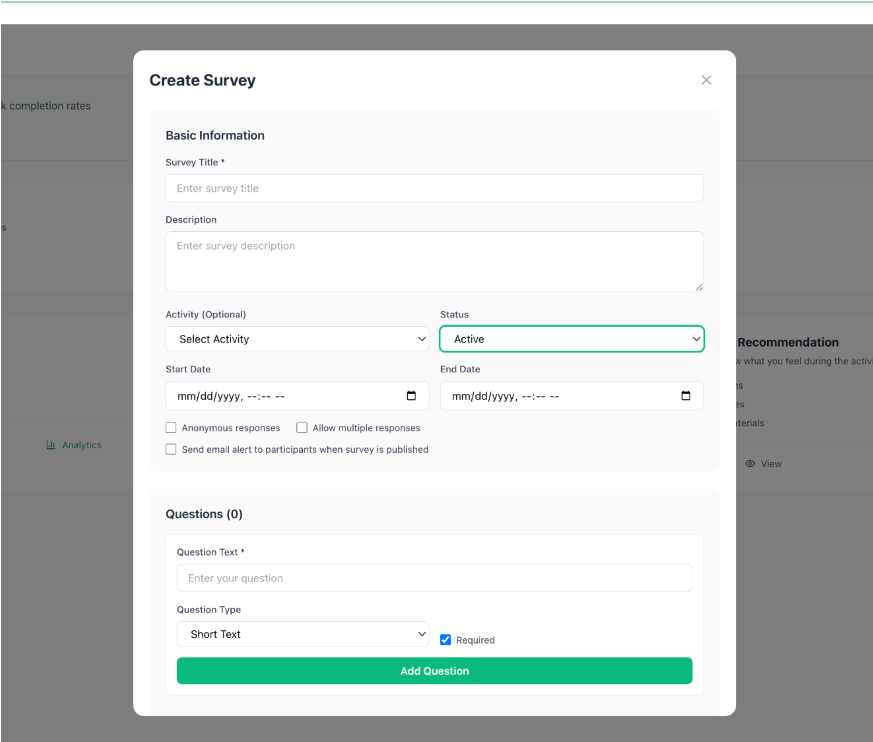 Create Survey
k completion rates
Basic Information
Survey Title *
Enter survey title
s
Description
Enter survey description
Activity (Optional)
Status
Select Activity
Active
Recommendation
Start Date
End Date
w what you feel during the activ
ns
mm/dd/yyyy, --:-- --
mm/dd/yyyy, --:-- --
es
Anonymous responses
Allow multiple responses
terials
Analytics
Send email alert to participants when survey is published
View
Questions (0)
Question Text *
Enter your question
Question Type
Short Text
Required
Add Question